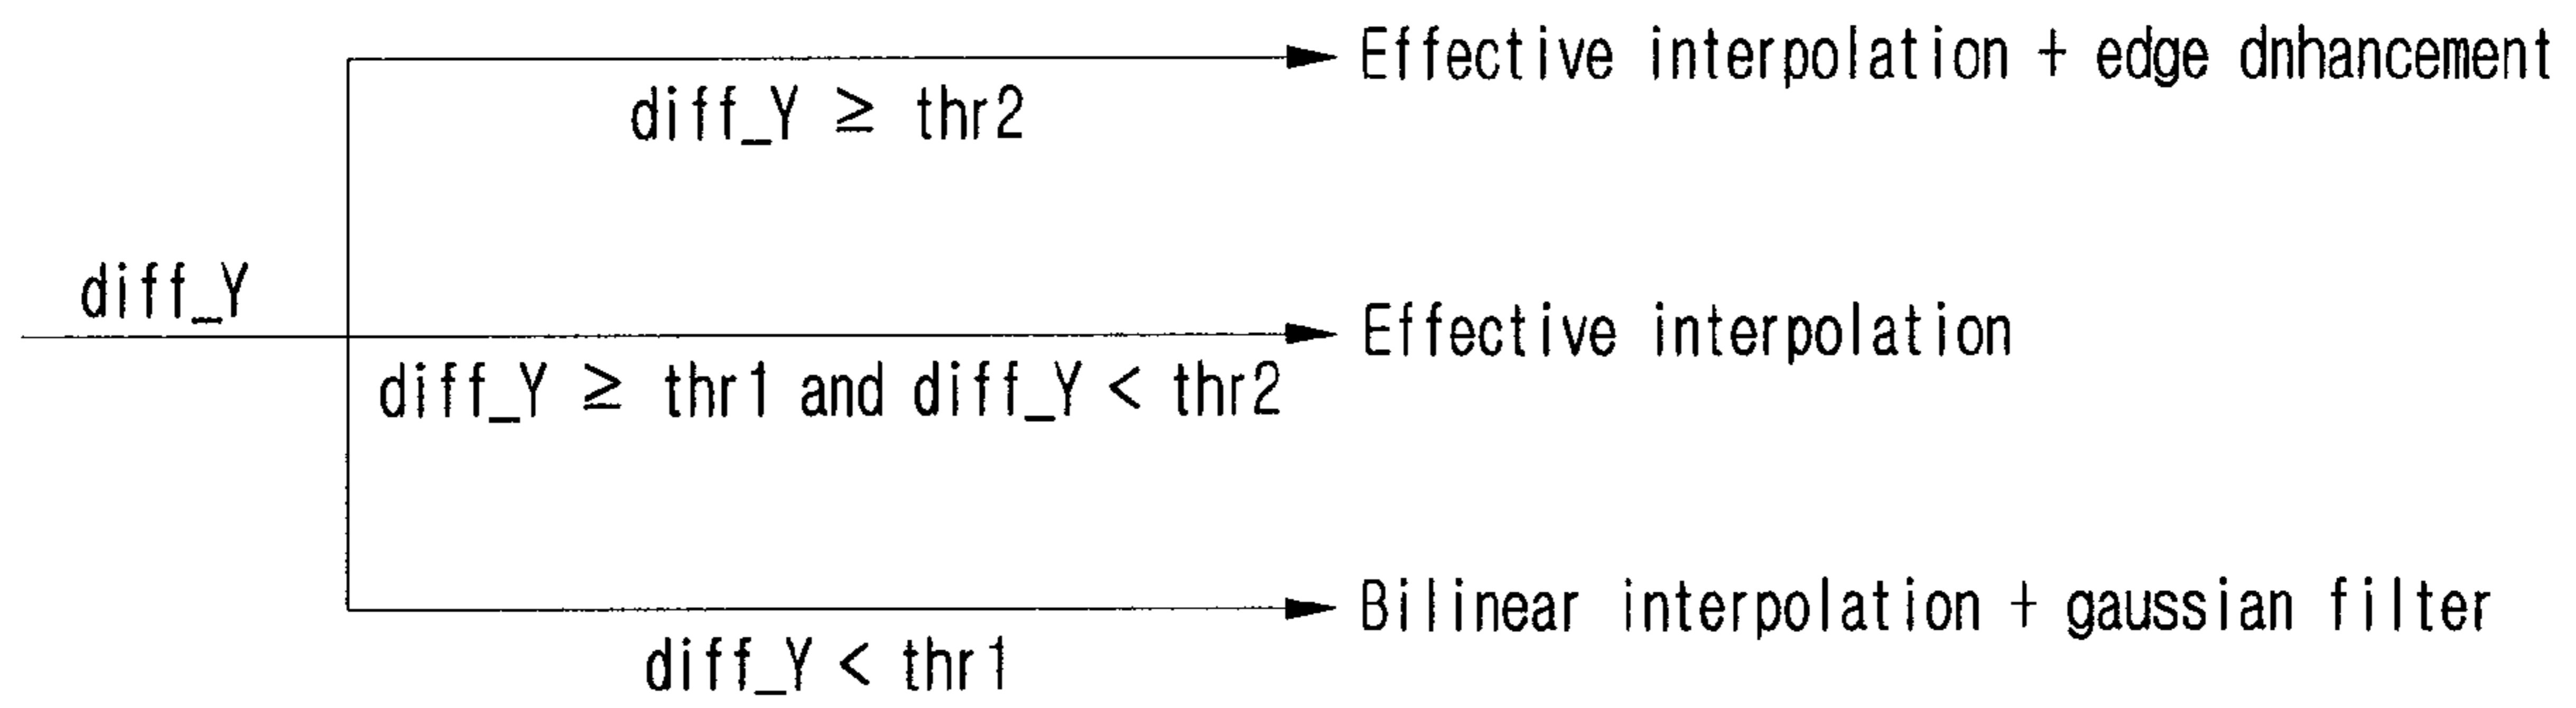 Effective interpolation + edge dnhancement
diff_Y ≥ thr2
diff_Y
Effective interpolation
diff_Y ≥ thr1 and diff_Y < thr2
Bilinear interpolation + gaussian filter
diff_Y < thr1